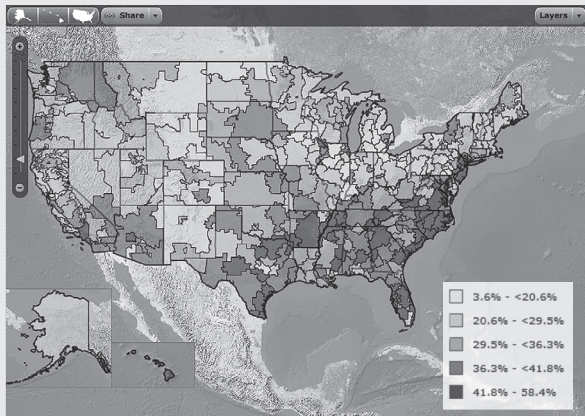 Share
Layers
3.6% - <20.6%
20.6% - <29.5%
29.5% - <36.3%
36.3% - <41.8%
41.8% - 58.4%